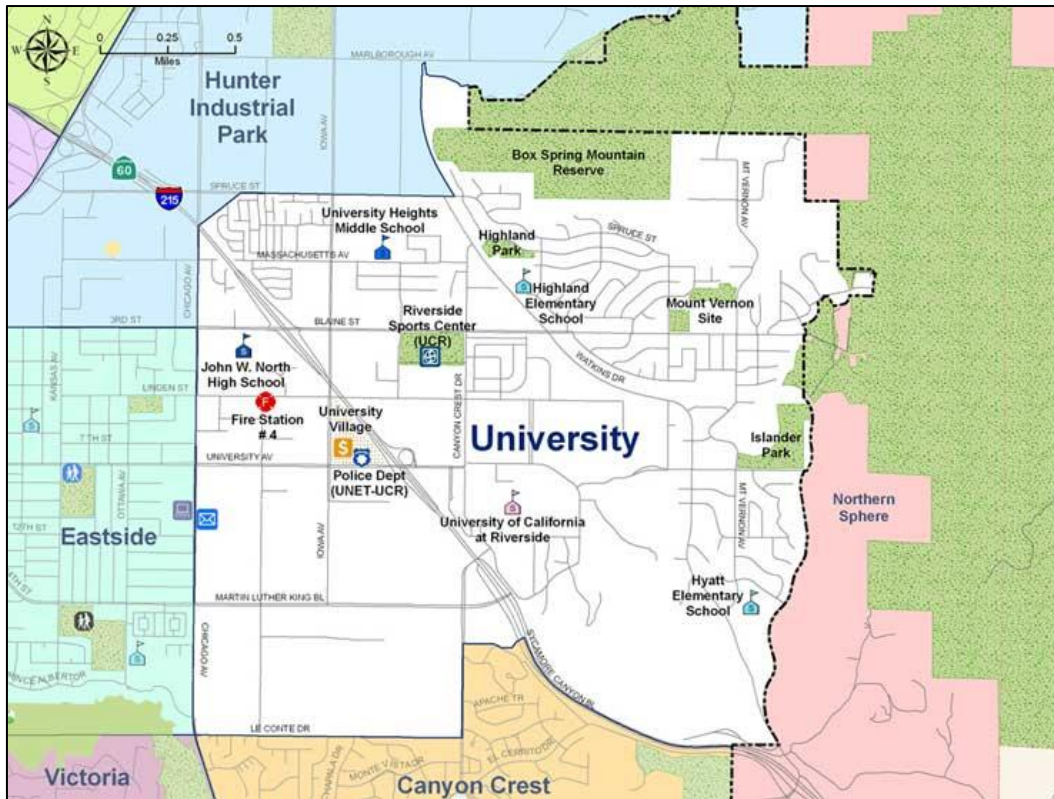 N
W E
S
0 0.25 0.5
Miles
MARLBOROUGH AV
Hunter
Industrial
Park
IOWA AV
60
215
SPRUCE ST
Box Spring Mountain
Reserve
MT VERNON AV
University Heights
Middle School
MASSACHUSETTS AV
Highland
Park
SPRUCE ST
CHICAGO AV
Highland
Elementary
School
Mount Vernon
Site
3RD ST
BLAINE ST
Riverside
Sports Center
(UCR)
WATKINS DR
KANSAS AV
S
John W. North
High School
LINDEN ST
F
Fire Station
# 4
University
Village
$
CANYON CREST DR
University
Islander
Park
7TH ST
UNIVERSITY AV
Police Dept
(UNET-UCR)
OTTAWA AV
MT VERNON AV
Northern
Sphere
S
University of California
at Riverside
12TH ST
Eastside
IOWA AV
Hyatt
Elementary
School
S
MARTIN LUTHER KING BL
CHICAGO AV
SYCAMORE CANYON BL
APACHE TR
LE CONTE DR
EL CERRITO DR
MONTE VISTA DR
Victoria
Canyon Crest